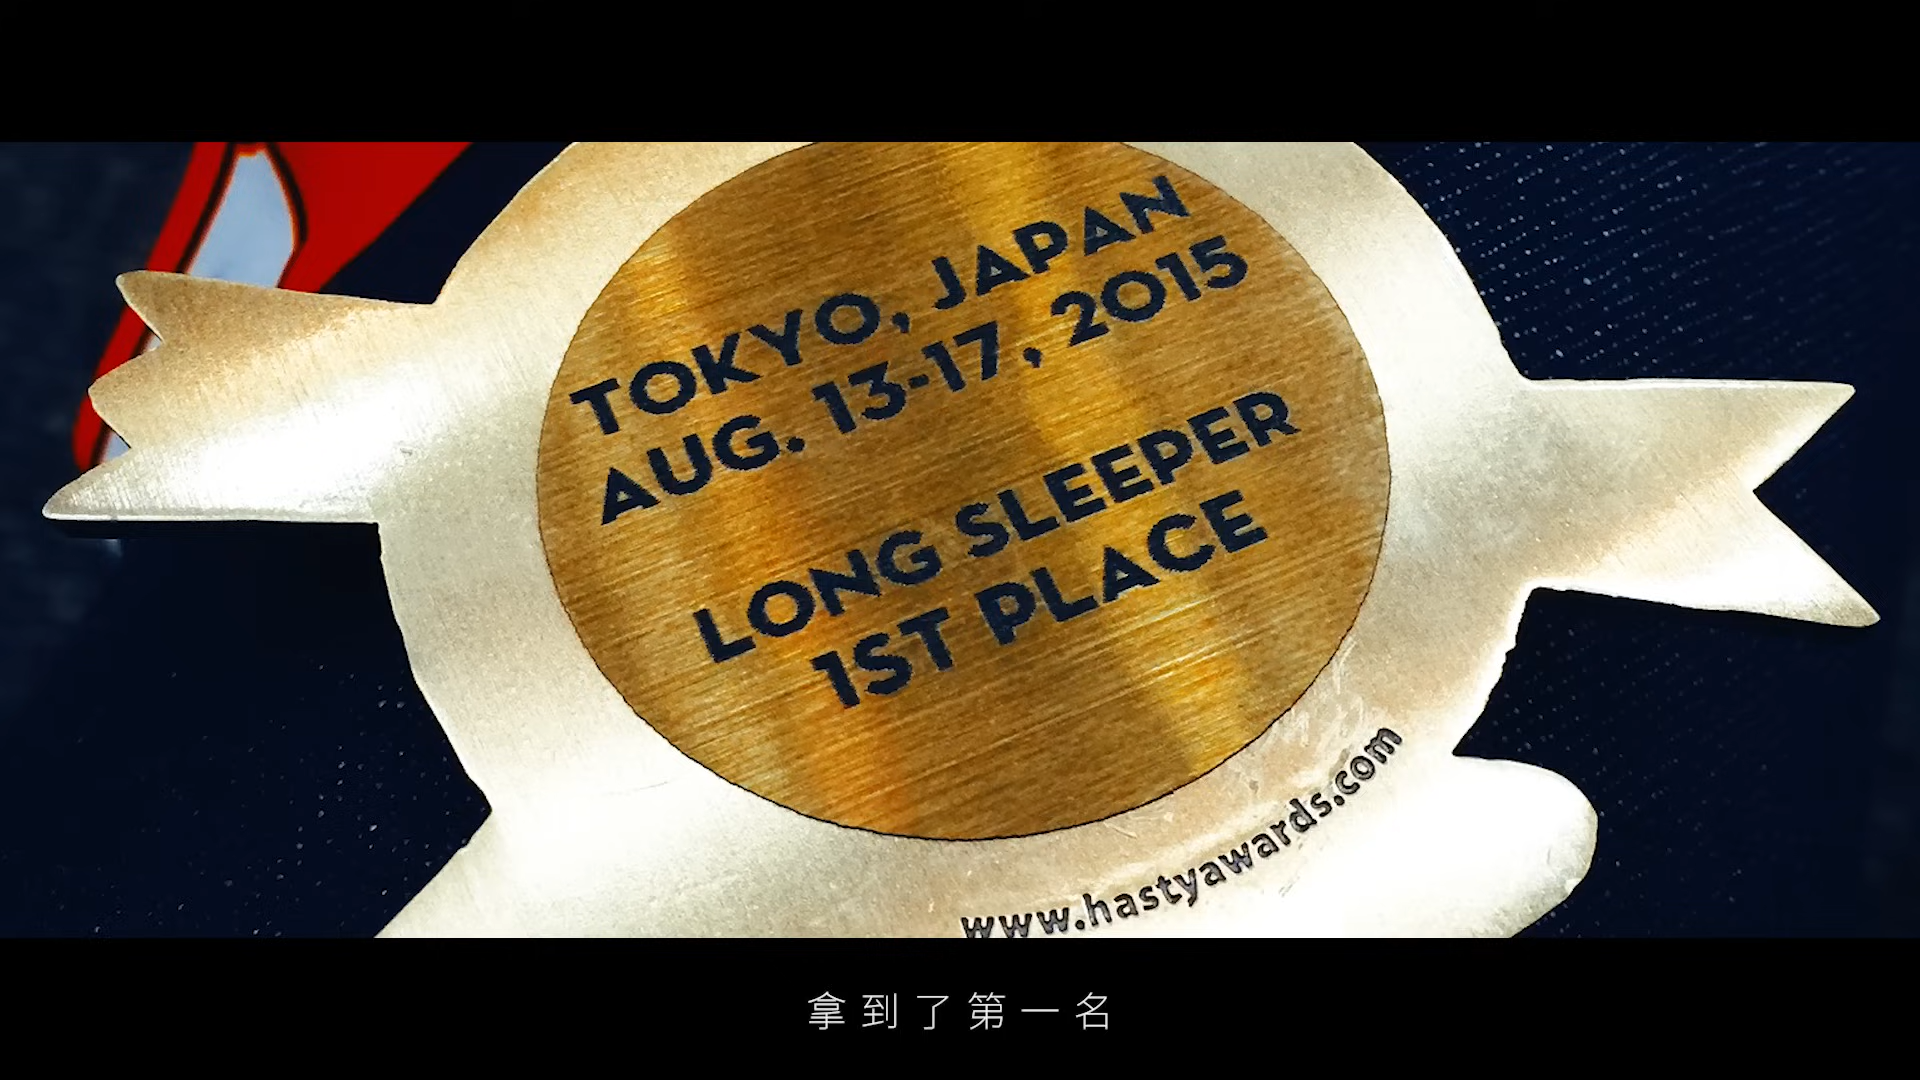 TOKYO, JAPAN
AUG. 13-17, 2015
LONG SLEEPER
1ST PLACE
www.hastyawards.com
拿到了第一名